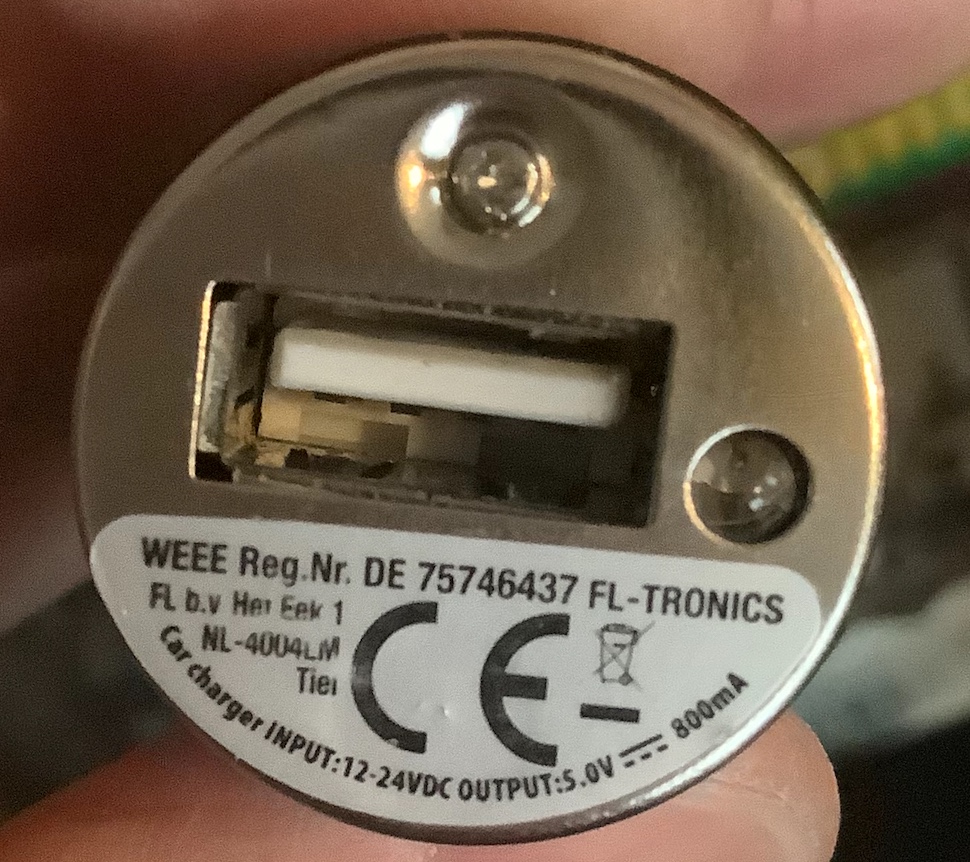 WEEE Reg.Nr. DE 75746437 FL-TRONICS
FL b.v Het Eek 1
NL-4004LM
Tiel
CE
Car charger INPUT:12-24VDC OUTPUT:5.0V ⎓ 800mA